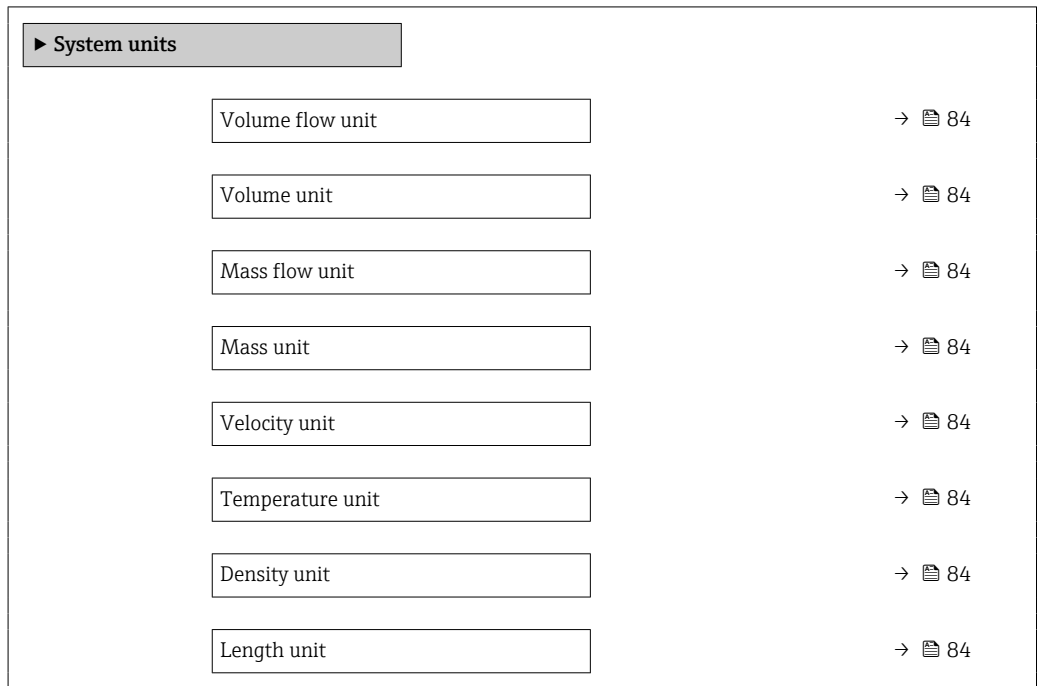 ▶ System units
Volume flow unit → 84
Volume unit → 84
Mass flow unit → 84
Mass unit → 84
Velocity unit → 84
Temperature unit → 84
Density unit → 84
Length unit → 84